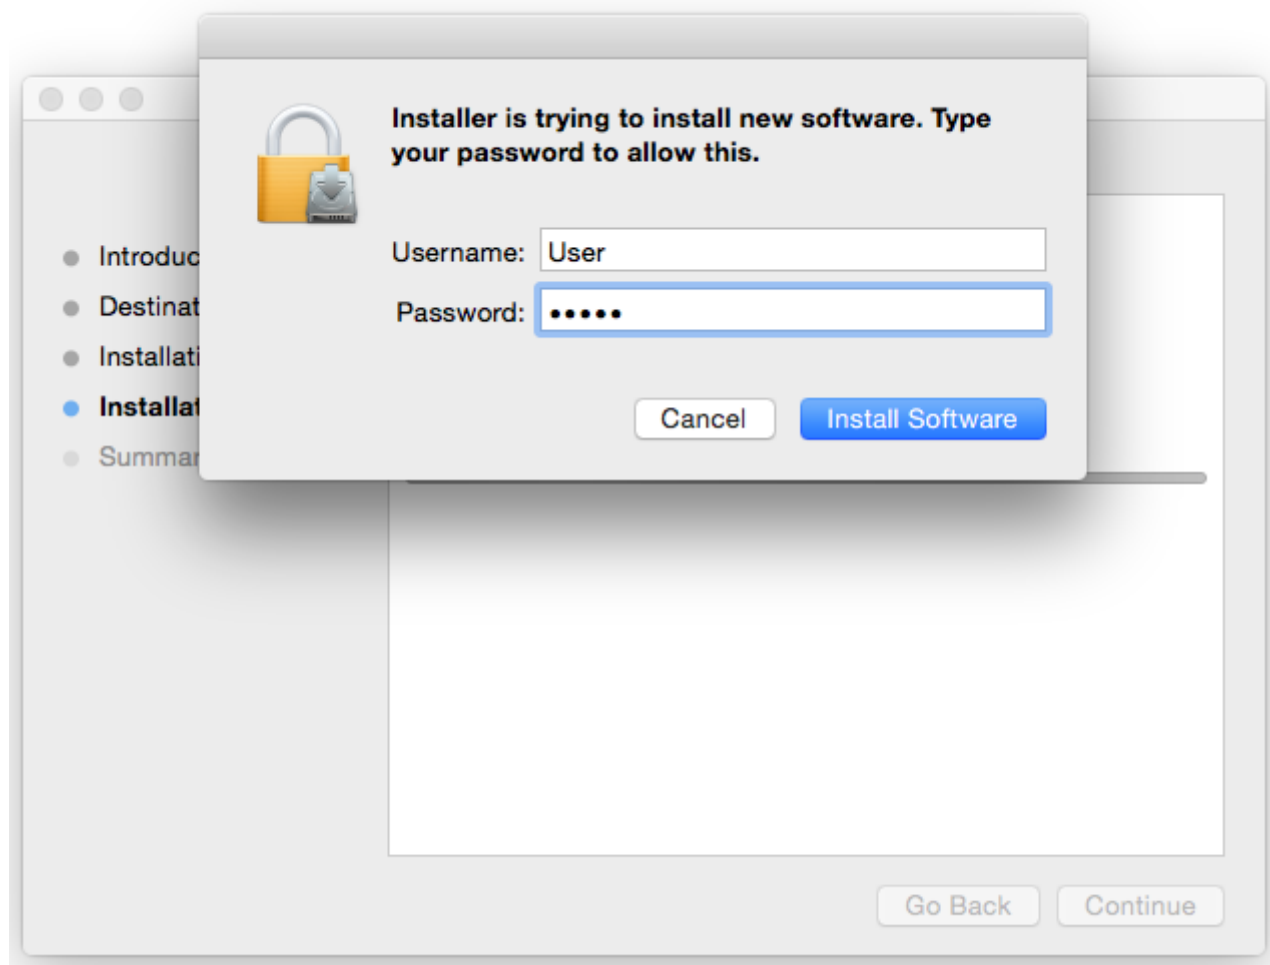 Installer is trying to install new software. Type
your password to allow this.
Username: User
Password: •••••
Cancel Install Software
Introduc
Destinat
Installati
Installat
Summar
Go Back Continue